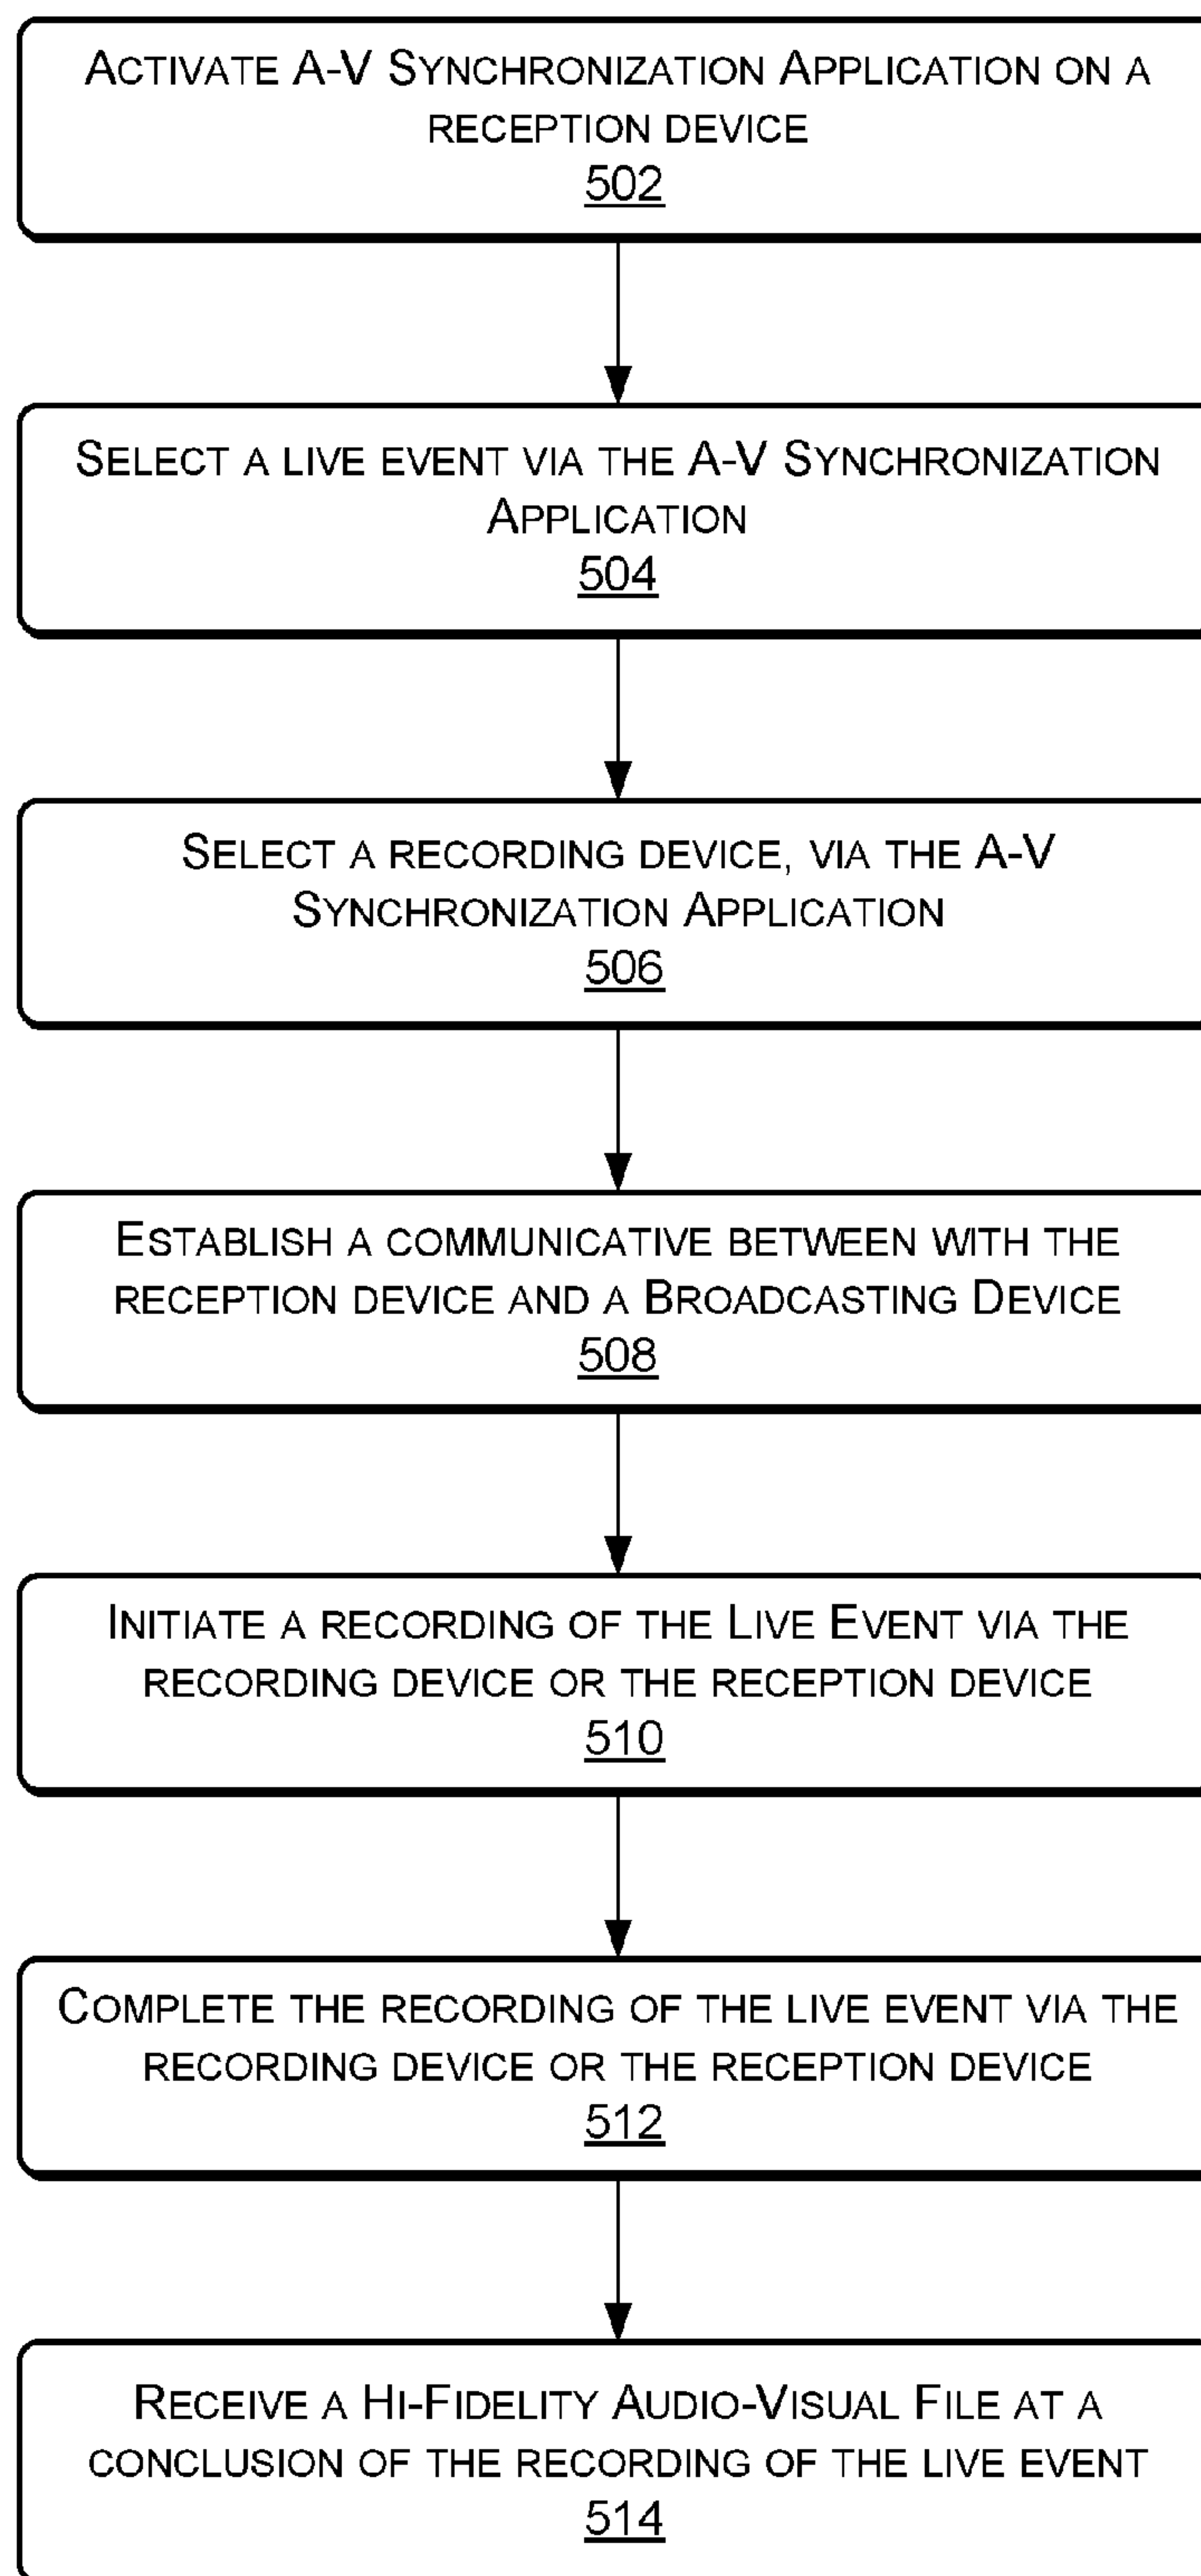 ACTIVATE A-V SYNCHRONIZATION APPLICATION ON A
RECEPTION DEVICE
502
SELECT A LIVE EVENT VIA THE A-V SYNCHRONIZATION
APPLICATION
504
SELECT A RECORDING DEVICE, VIA THE A-V
SYNCHRONIZATION APPLICATION
506
ESTABLISH A COMMUNICATIVE BETWEEN WITH THE
RECEPTION DEVICE AND A BROADCASTING DEVICE
508
INITIATE A RECORDING OF THE LIVE EVENT VIA THE
RECORDING DEVICE OR THE RECEPTION DEVICE
510
COMPLETE THE RECORDING OF THE LIVE EVENT VIA THE
RECORDING DEVICE OR THE RECEPTION DEVICE
512
RECEIVE A HI-FIDELITY AUDIO-VISUAL FILE AT A
CONCLUSION OF THE RECORDING OF THE LIVE EVENT
514